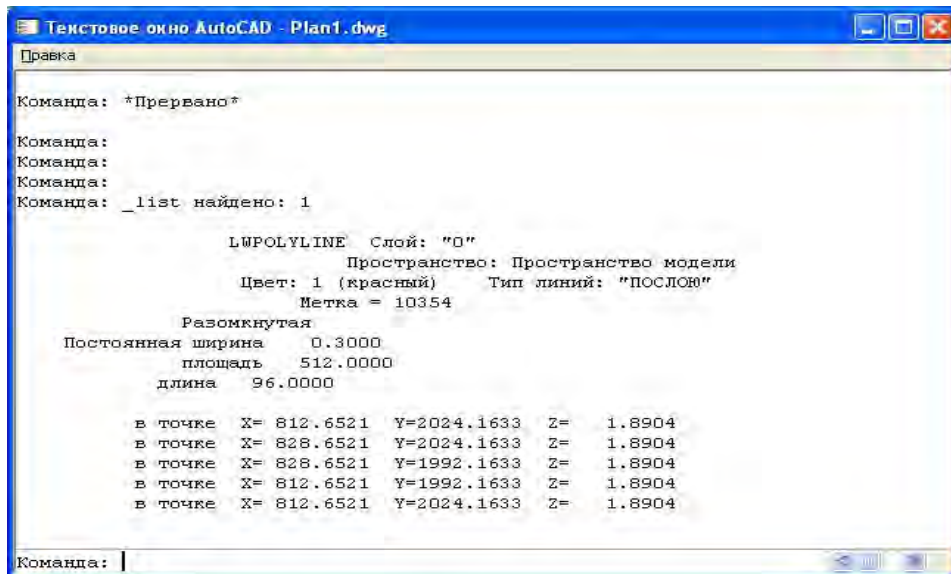 Текстовое окно AutoCAD - Plan1.dwg
Правка
Команда: *Прервано*
Команда:
Команда:
Команда:
Команда: _list найдено: 1
LWPOLYLINE Слой: "0"
Пространство: Пространство модели
Цвет: 1 (красный) Тип линий: "ПОСЛОЮ"
Метка = 10354
Разомкнутая
Постоянная ширина 0.3000
площадь 512.0000
длина 96.0000
в точке X= 812.6521 Y=2024.1633 Z= 1.8904
в точке X= 828.6521 Y=2024.1633 Z= 1.8904
в точке X= 828.6521 Y=1992.1633 Z= 1.8904
в точке X= 812.6521 Y=1992.1633 Z= 1.8904
в точке X= 812.6521 Y=2024.1633 Z= 1.8904
Команда: